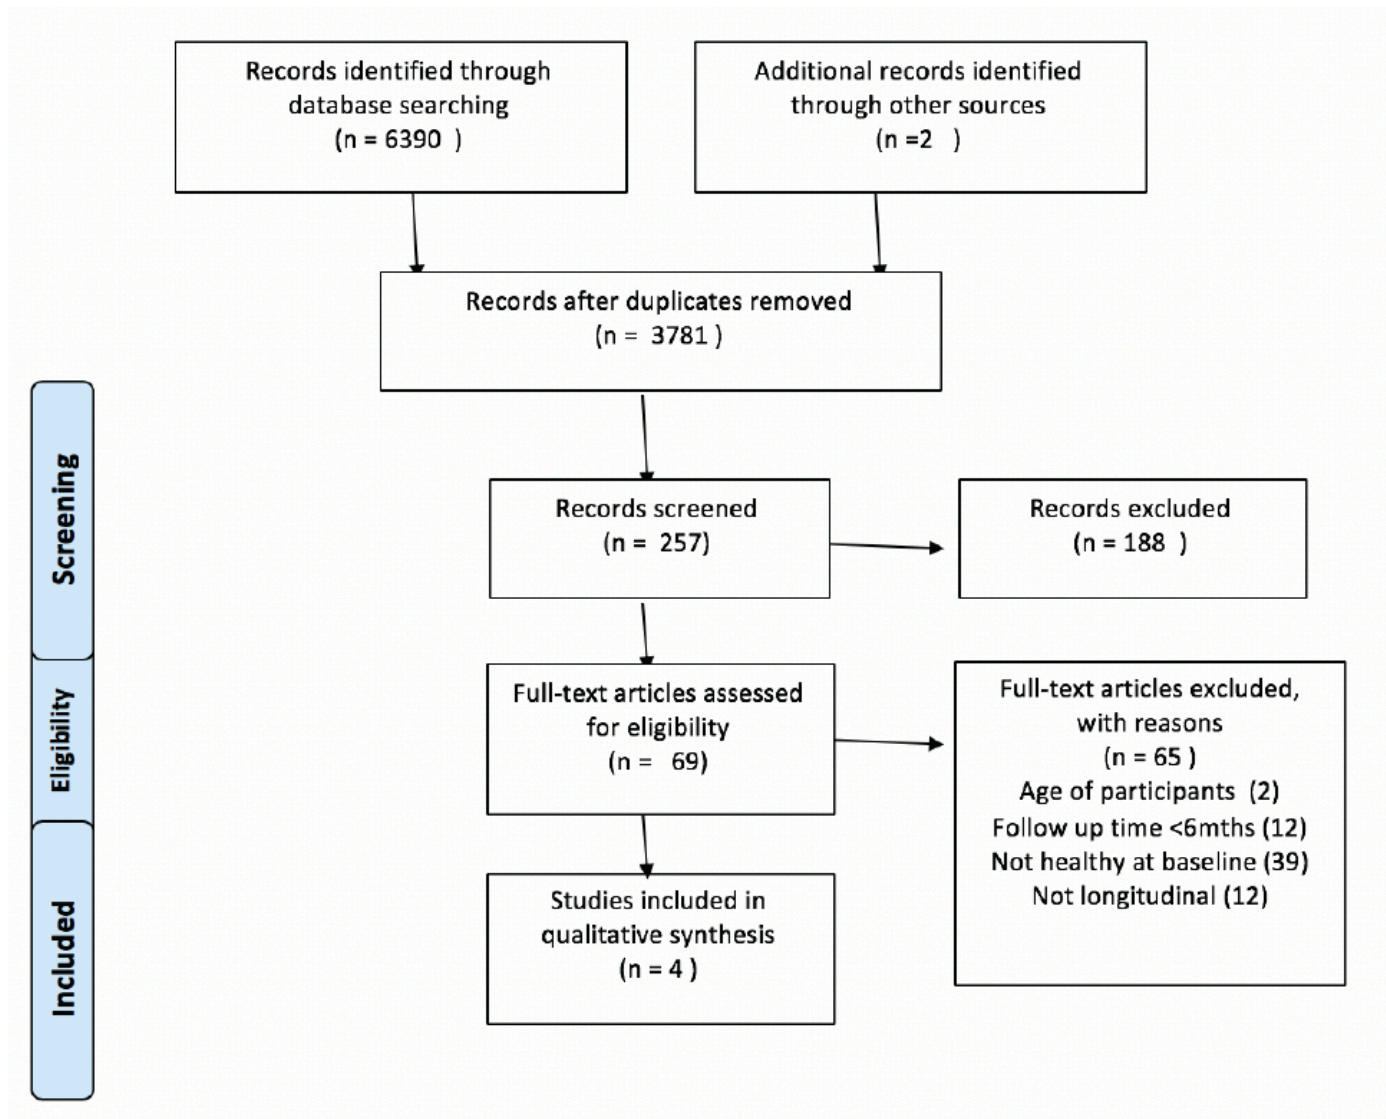 Records identified through
database searching
(n = 6390  )
Additional records identified
through other sources
(n =2   )
Records after duplicates removed
(n =  3781 )
Screening
Records screened
(n =  257)
Records excluded
(n = 188  )
Eligibility
Full-text articles assessed
for eligibility
(n =   69)
Full-text articles excluded,
with reasons
(n = 65 )
Age of participants  (2)
Follow up time <6mths (12)
Not healthy at baseline (39)
Not longitudinal (12)
Included
Studies included in
qualitative synthesis
(n = 4 )